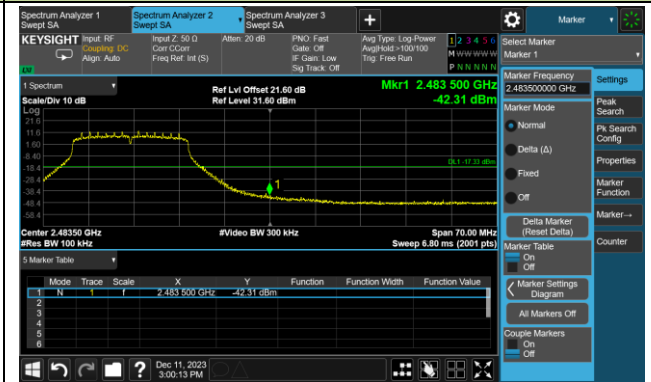 Spectrum Analyzer 1
Swept SA
Spectrum Analyzer 2
Swept SA
Spectrum Analyzer 3
Swept SA
+
Marker
KEYSIGHT
Input: RF
Coupling: DC
Align: Auto
Input Z: 50 Ω
Corr CCorr
Freq Ref: Int (S)
Atten: 20 dB
PNO: Fast
Gate: Off
IF Gain: Low
Sig Track: Off
Avg Type: Log-Power
Avg|Hold:>100/100
Trig: Free Run
1 2 3 4 5 6
M W W W W W
P N N N N N
LW
1 Spectrum
Scale/Div 10 dB
Log
Ref Lvl Offset 21.60 dB
Ref Level 31.60 dBm
Mkr1 2.483 500 GHz
-42.31 dBm
21.6
11.6
1.60
-8.40
-18.4
-28.4
-38.4
-48.4
-58.4
DL1 -17.33 dBm
1
Center 2.48350 GHz
#Res BW 100 kHz
#Video BW 300 kHz
Span 70.00 MHz
Sweep 6.80 ms (2001 pts)
5 Marker Table
Mode Trace Scale X Y Function Function Width Function Value
1 N 1 f 2.483 500 GHz -42.31 dBm
2
3
4
5
6
Select Marker
Marker 1
Marker Frequency
2.483500000 GHz
Marker Mode
Normal
Delta (Δ)
Fixed
Off
Delta Marker
(Reset Delta)
Marker Table
On
Off
Marker Settings
Diagram
All Markers Off
Couple Markers
On
Off
Settings
Peak
Search
Pk Search
Config
Properties
Marker
Function
Marker→
Counter
?
Dec 11, 2023
3:00:13 PM